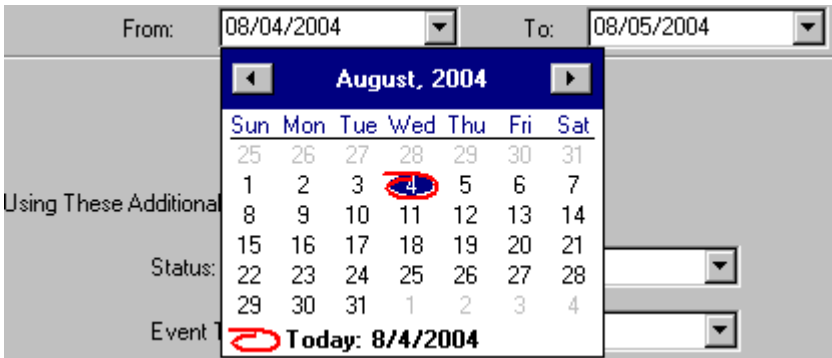 From: 08/04/2004 To: 08/05/2004
August, 2004
Sun Mon Tue Wed Thu Fri Sat
25 26 27 28 29 30 31
1 2 3 4 5 6 7
Using These Additional
8 9 10 11 12 13 14
15 16 17 18 19 20 21
Status:
22 23 24 25 26 27 28
29 30 31 1 2 3 4
Event T
Today: 8/4/2004